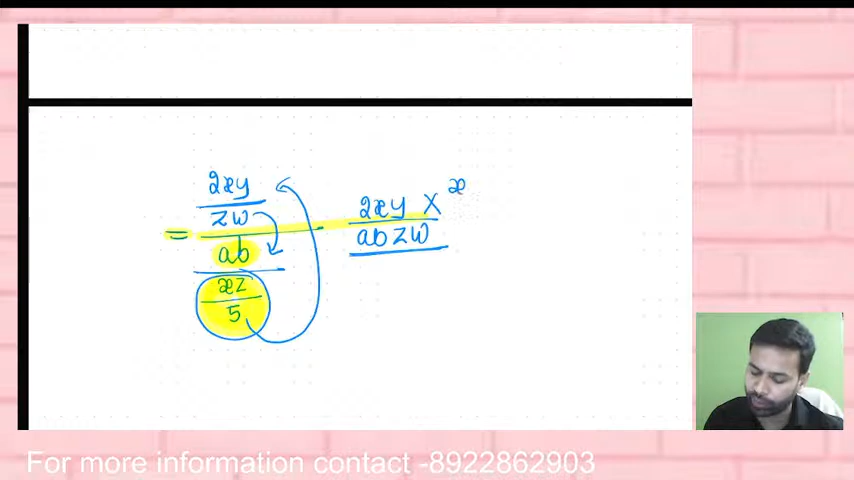 2xy
zw
=
ab
xz
5
2xy X x
abzw
For more information contact -8922862903